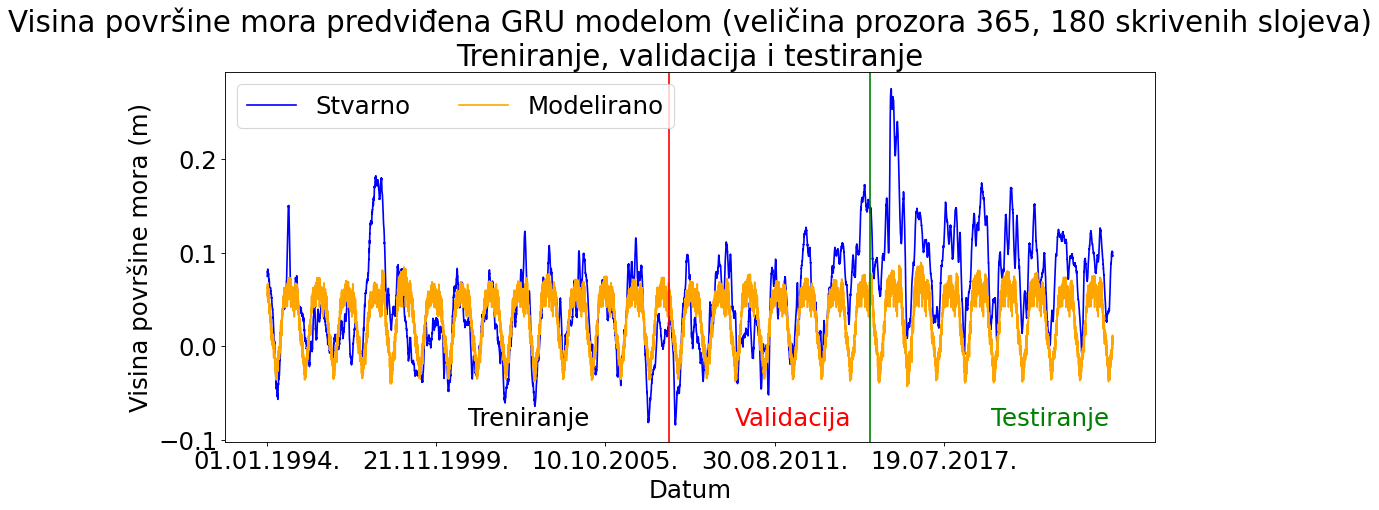 Visina površine mora predviđena GRU modelom (veličina prozora 365, 180 skrivenih slojeva)
Treniranje, validacija i testiranje
Stvarno Modelirano
Visina površine mora (m)
0.2
0.1
0.0
−0.1
Treniranje Validacija Testiranje
01.01.1994. 21.11.1999. 10.10.2005. 30.08.2011. 19.07.2017.
Datum